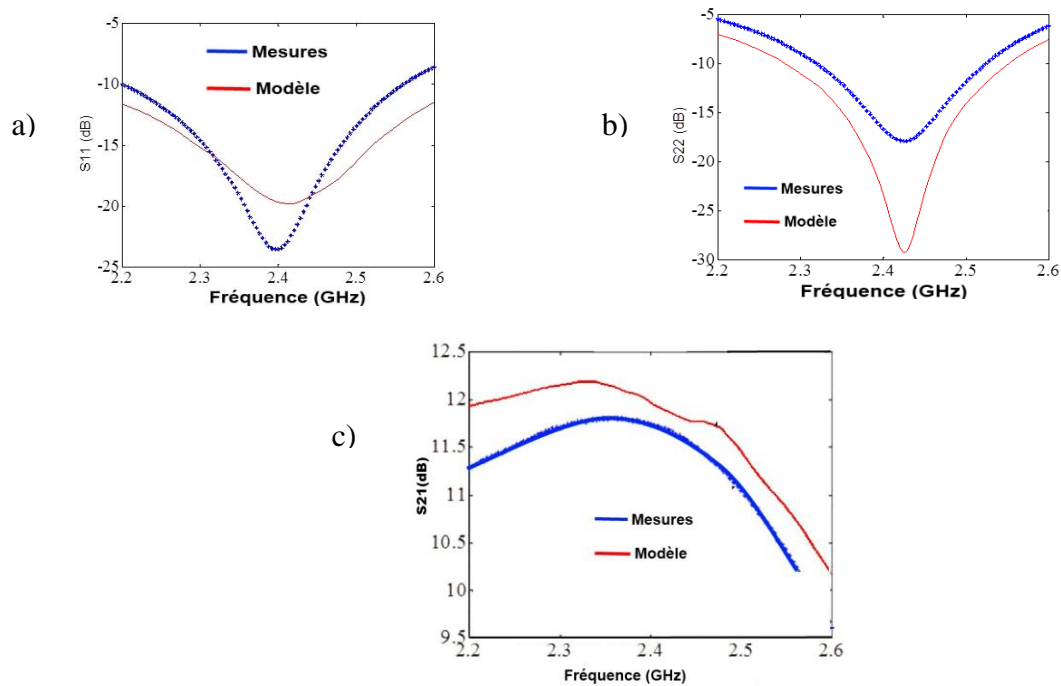 a)
-5
-10
-15
-20
-25
S11 (dB)
Mesures
Modèle
2.2 2.3 2.4 2.5 2.6
Fréquence (GHz)
b)
-5
-10
-15
-20
-25
-30
S22 (dB)
Mesures
Modèle
2.2 2.3 2.4 2.5 2.6
Fréquence (GHz)
c)
12.5
12
11.5
11
10.5
10
9.5
S21(dB)
Mesures
Modèle
2.2 2.3 2.4 2.5 2.6
Fréquence (GHz)